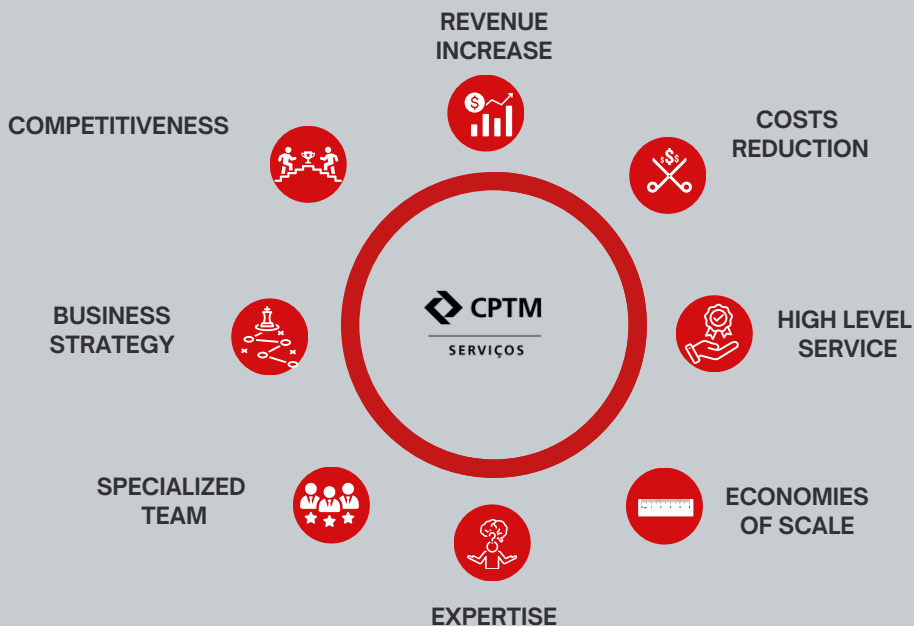 REVENUE
INCREASE
COMPETITIVENESS
COSTS
REDUCTION
BUSINESS
STRATEGY
CPTM
SERVIÇOS
HIGH LEVEL
SERVICE
SPECIALIZED
TEAM
ECONOMIES
OF SCALE
EXPERTISE